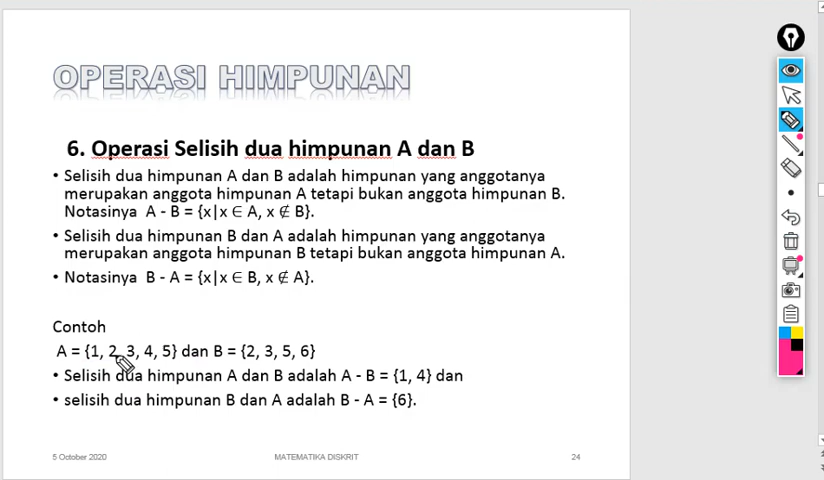 OPERASI HIMPUNAN
6. Operasi Selisih dua himpunan A dan B
• Selisih dua himpunan A dan B adalah himpunan yang anggotanya
merupakan anggota himpunan A tetapi bukan anggota himpunan B.
Notasinya A - B = {x|x ∈ A, x ∉ B}.
• Selisih dua himpunan B dan A adalah himpunan yang anggotanya
merupakan anggota himpunan B tetapi bukan anggota himpunan A.
• Notasinya B - A = {x|x ∈ B, x ∉ A}.
Contoh
A = {1, 2, 3, 4, 5} dan B = {2, 3, 5, 6}
• Selisih dua himpunan A dan B adalah A - B = {1, 4} dan
• selisih dua himpunan B dan A adalah B - A = {6}.
5 October 2020 MATEMATIKA DISKRIT 24